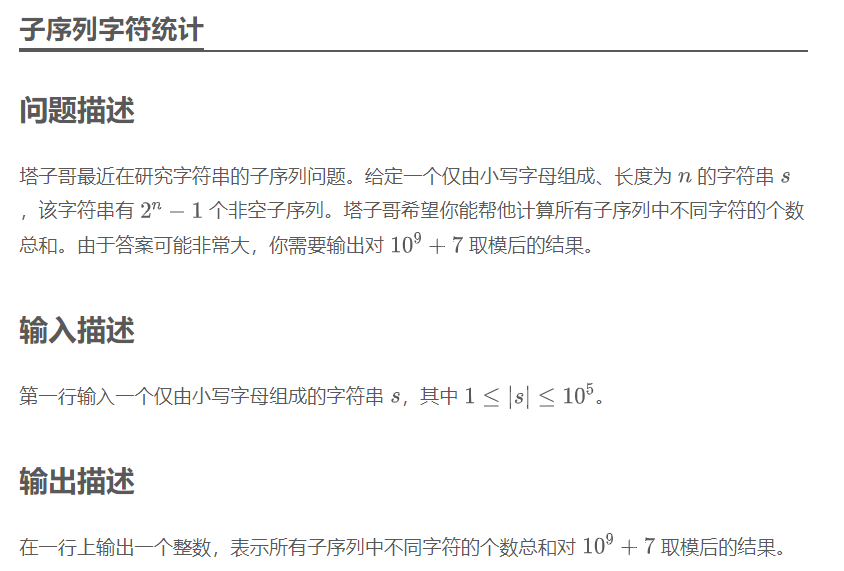 子序列字符统计
问题描述
塔子哥最近在研究字符串的子序列问题。给定一个仅由小写字母组成、长度为 n 的字符串 s
，该字符串有 2^n − 1 个非空子序列。塔子哥希望你能帮他计算所有子序列中不同字符的个数
总和。由于答案可能非常大，你需要输出对 10^9 + 7 取模后的结果。
输入描述
第一行输入一个仅由小写字母组成的字符串 s，其中 1 ≤ |s| ≤ 10^5。
输出描述
在一行上输出一个整数，表示所有子序列中不同字符的个数总和对 10^9 + 7 取模后的结果。